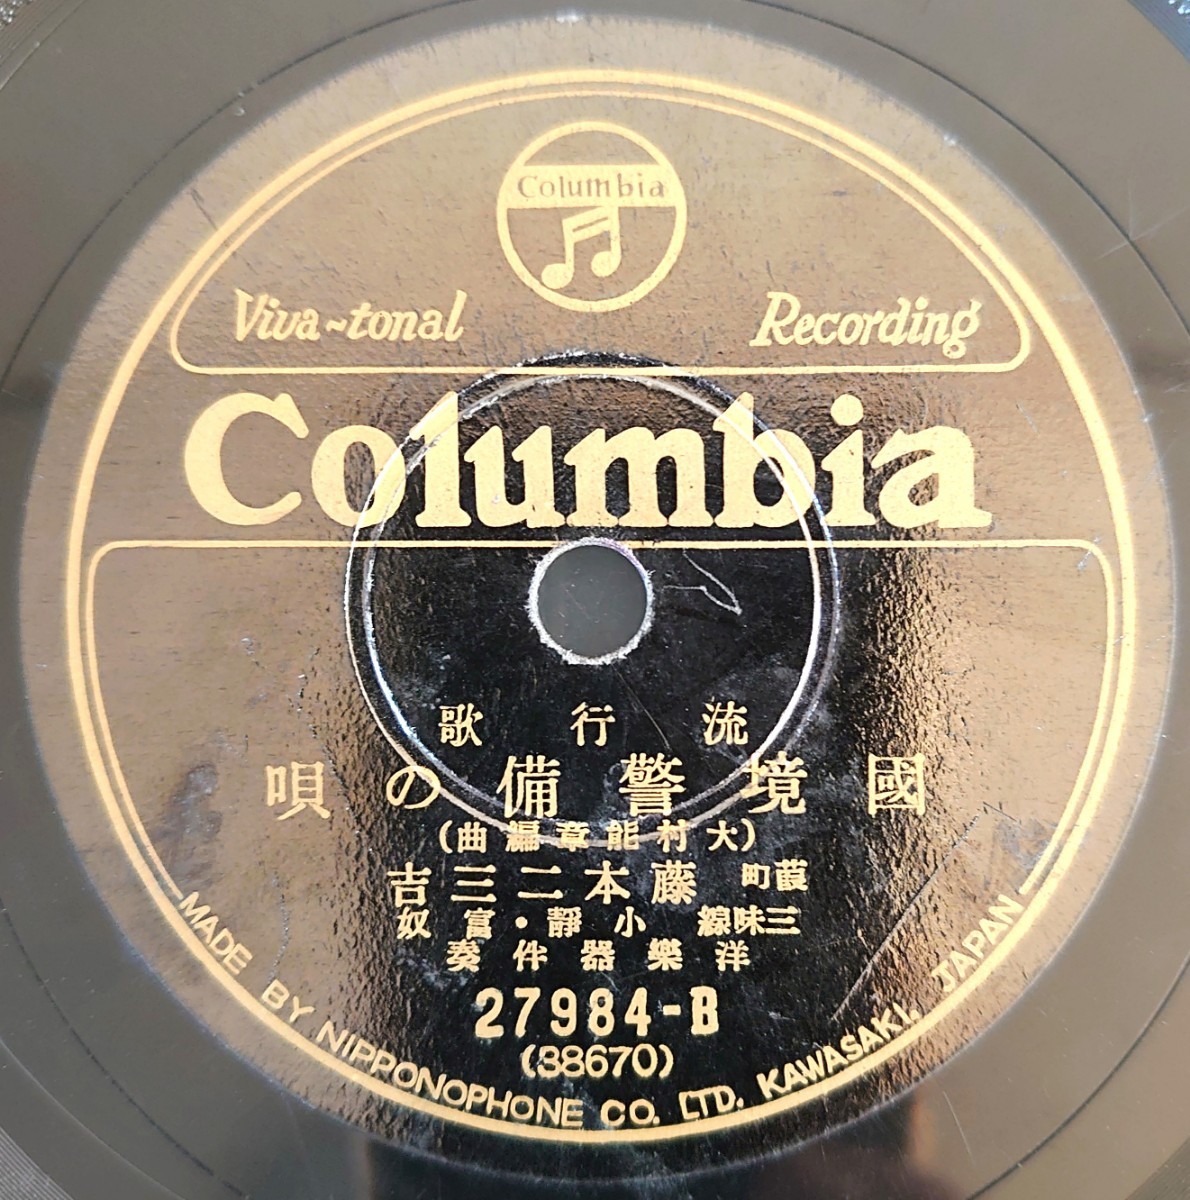 Columbia
Viva-tonal Recording
Columbia
流行歌
國境警備の唄
(大村能章編曲)
葭町 藤本二三吉
三味線 小靜・富奴
洋樂器伴奏
27984-B
(38670)
MADE BY NIPPONOPHONE CO. LTD. KAWASAKI, JAPAN